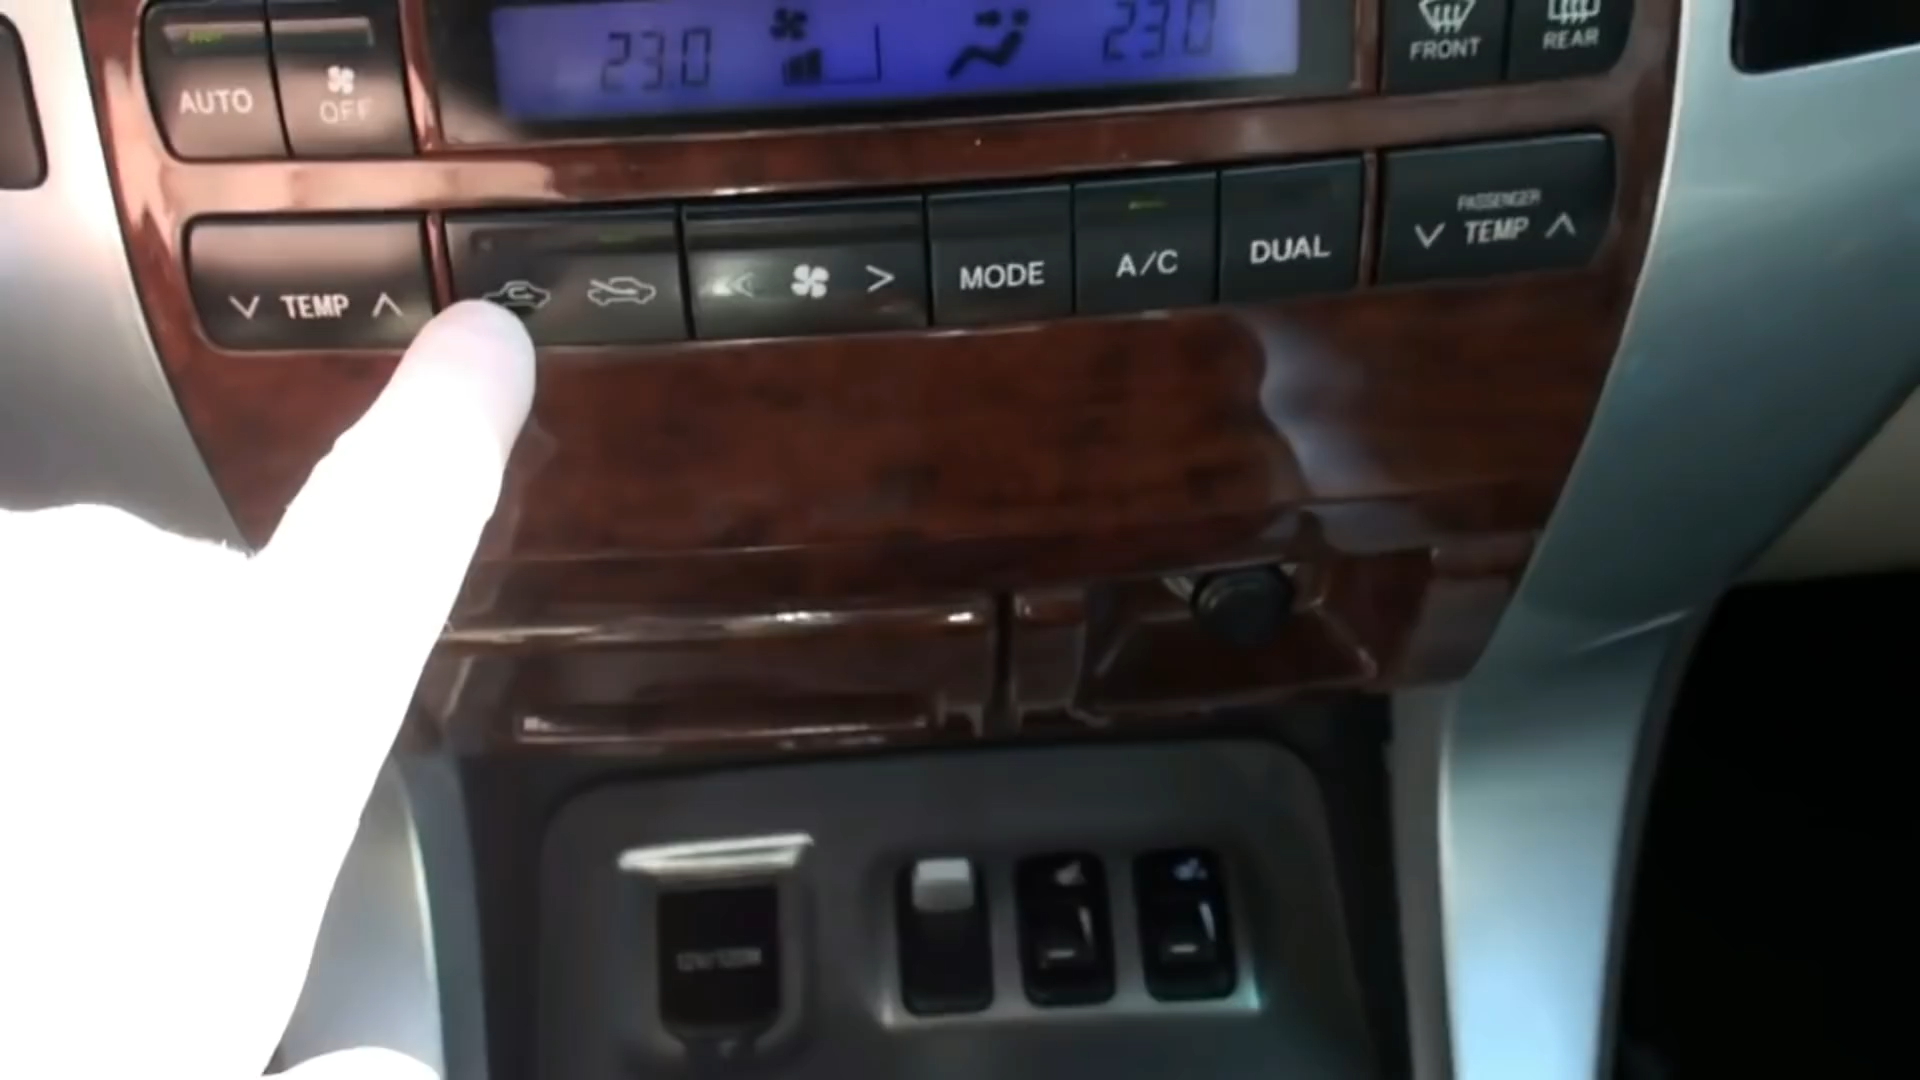 23.0 23.0
FRONT REAR
AUTO OFF
PASSENGER
TEMP
TEMP MODE A/C DUAL